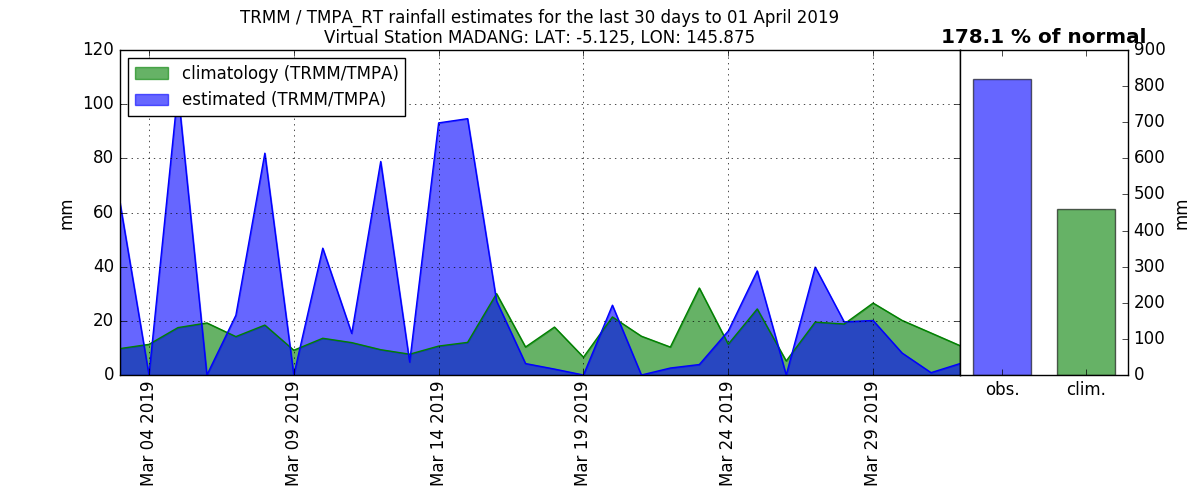 TRMM / TMPA_RT rainfall estimates for the last 30 days to 01 April 2019
Virtual Station MADANG: LAT: -5.125, LON: 145.875
178.1 % of normal
climatology (TRMM/TMPA)
estimated (TRMM/TMPA)
mm
120
100
80
60
40
20
0
Mar 04 2019
Mar 09 2019
Mar 14 2019
Mar 19 2019
Mar 24 2019
Mar 29 2019
obs.
clim.
900
800
700
600
500
400
300
200
100
0
mm